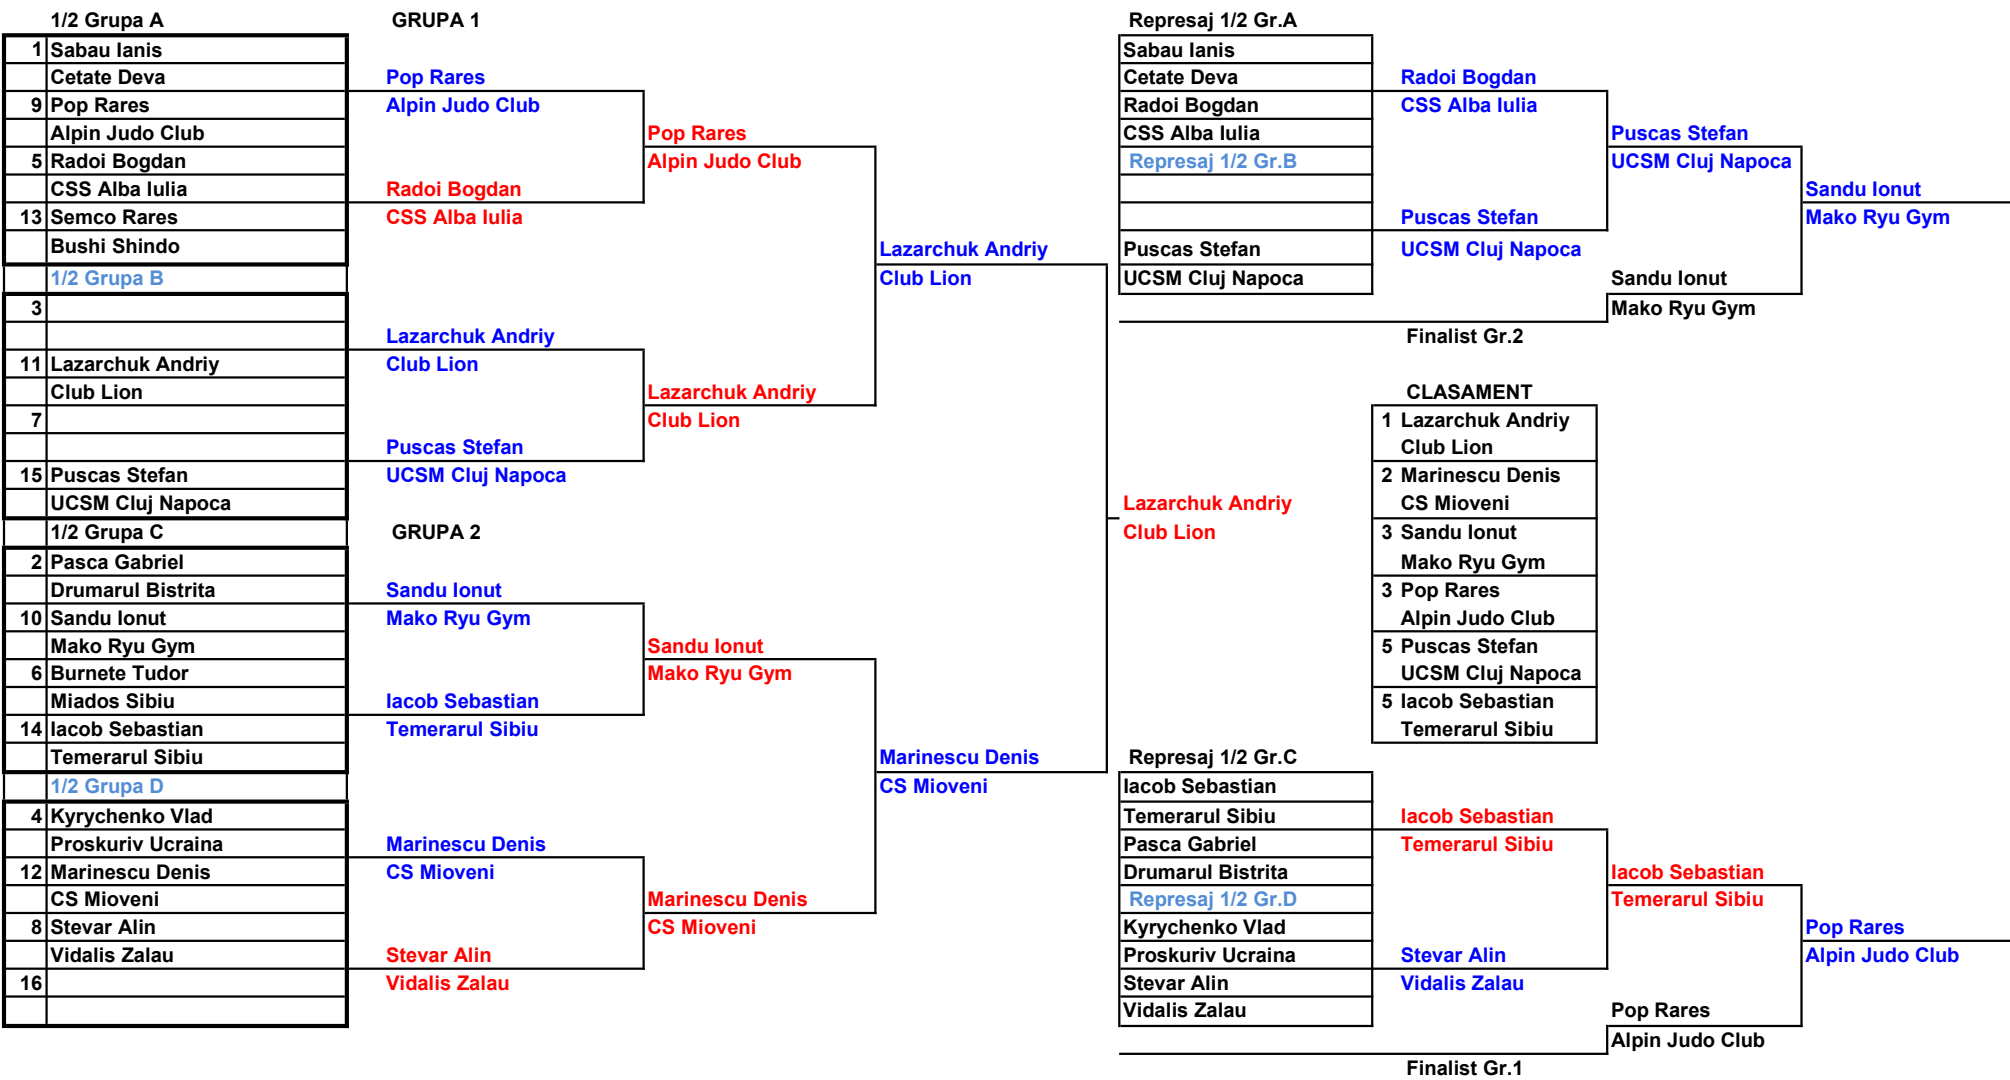 1/2 Grupa A
GRUPA 1
1 Sabau Ianis
Cetate Deva
9 Pop Rares
Alpin Judo Club
5 Radoi Bogdan
CSS Alba Iulia
13 Semco Rares
Bushi Shindo
1/2 Grupa B
3
11 Lazarchuk Andriy
Club Lion
7
15 Puscas Stefan
UCSM Cluj Napoca
1/2 Grupa C
GRUPA 2
2 Pasca Gabriel
Drumarul Bistrita
10 Sandu Ionut
Mako Ryu Gym
6 Burnete Tudor
Miados Sibiu
14 Iacob Sebastian
Temerarul Sibiu
1/2 Grupa D
4 Kyrychenko Vlad
Proskuriv Ucraina
12 Marinescu Denis
CS Mioveni
8 Stevar Alin
Vidalis Zalau
16
Pop Rares
Alpin Judo Club
Radoi Bogdan
CSS Alba Iulia
Lazarchuk Andriy
Club Lion
Puscas Stefan
UCSM Cluj Napoca
Sandu Ionut
Mako Ryu Gym
Iacob Sebastian
Temerarul Sibiu
Marinescu Denis
CS Mioveni
Stevar Alin
Vidalis Zalau
Pop Rares
Alpin Judo Club
Lazarchuk Andriy
Club Lion
Sandu Ionut
Mako Ryu Gym
Marinescu Denis
CS Mioveni
Lazarchuk Andriy
Club Lion
Marinescu Denis
CS Mioveni
Lazarchuk Andriy
Club Lion
Represaj 1/2 Gr.A
Sabau Ianis
Cetate Deva
Radoi Bogdan
CSS Alba Iulia
Represaj 1/2 Gr.B
Puscas Stefan
UCSM Cluj Napoca
Radoi Bogdan
CSS Alba Iulia
Puscas Stefan
UCSM Cluj Napoca
Puscas Stefan
UCSM Cluj Napoca
Sandu Ionut
Mako Ryu Gym
Finalist Gr.2
Sandu Ionut
Mako Ryu Gym
CLASAMENT
1 Lazarchuk Andriy
Club Lion
2 Marinescu Denis
CS Mioveni
3 Sandu Ionut
Mako Ryu Gym
3 Pop Rares
Alpin Judo Club
5 Puscas Stefan
UCSM Cluj Napoca
5 Iacob Sebastian
Temerarul Sibiu
Represaj 1/2 Gr.C
Iacob Sebastian
Temerarul Sibiu
Pasca Gabriel
Drumarul Bistrita
Represaj 1/2 Gr.D
Kyrychenko Vlad
Proskuriv Ucraina
Stevar Alin
Vidalis Zalau
Iacob Sebastian
Temerarul Sibiu
Stevar Alin
Vidalis Zalau
Iacob Sebastian
Temerarul Sibiu
Pop Rares
Alpin Judo Club
Finalist Gr.1
Pop Rares
Alpin Judo Club